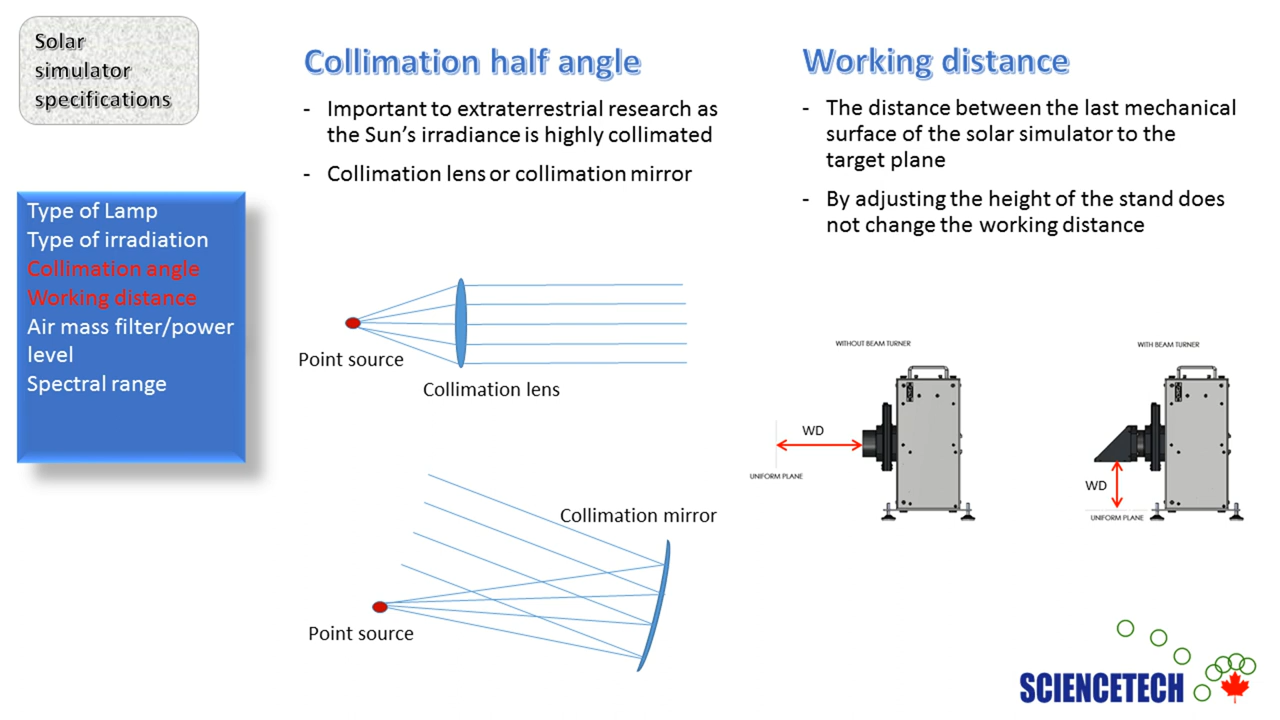 Solar
simulator
specifications
Type of Lamp
Type of irradiation
Collimation angle
Working distance
Air mass filter/power
level
Spectral range
Collimation half angle
- Important to extraterrestrial research as
the Sun’s irradiance is highly collimated
- Collimation lens or collimation mirror
Point source
Collimation lens
Collimation mirror
Point source
Working distance
- The distance between the last mechanical
surface of the solar simulator to the
target plane
- By adjusting the height of the stand does
not change the working distance
WITHOUT BEAM TURNER
WD
UNIFORM PLANE
WITH BEAM TURNER
WD
UNIFORM PLANE
SCIENCETECH